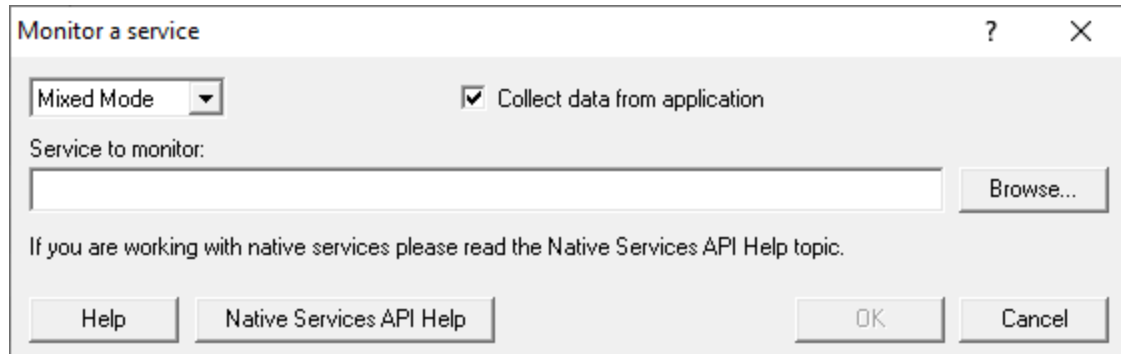 Monitor a service ?
Mixed Mode Collect data from application
Service to monitor:
Browse...
If you are working with native services please read the Native Services API Help topic.
Help Native Services API Help OK Cancel